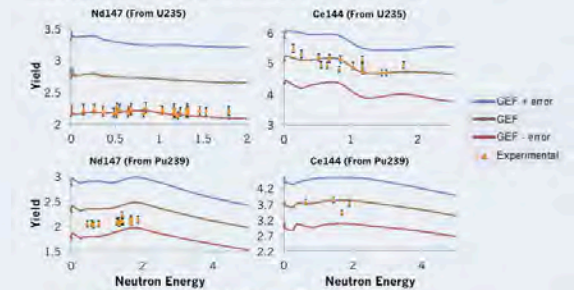 Nd147 (From U235)
Ce144 (From U235)
3.5
3
2.5
2
Yield
0
0.5
1
1.5
2
6
5
4
3
0
1
2
GEF + error
GEF
GEF - error
Experimental
Nd147 (From Pu239)
Ce144 (From Pu239)
3
2.5
2
1.5
Yield
0
2
4
4.2
3.7
3.2
2.7
2.2
0
2
4
Neutron Energy
Neutron Energy